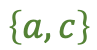 {a, c}